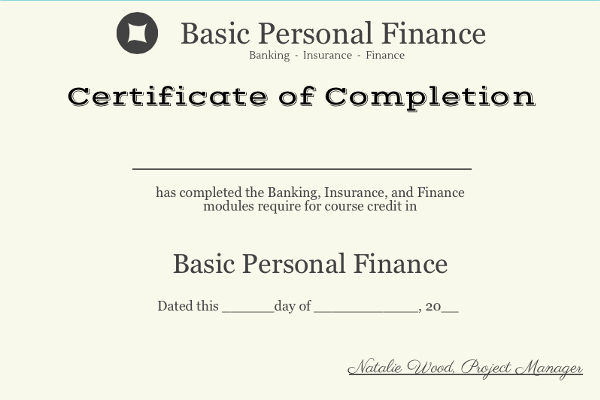 Basic Personal Finance
Banking - Insurance - Finance
Certificate of Completion
has completed the Banking, Insurance, and Finance
modules require for course credit in
Basic Personal Finance
Dated this ______day of ____________, 20__
Natalie Wood, Project Manager